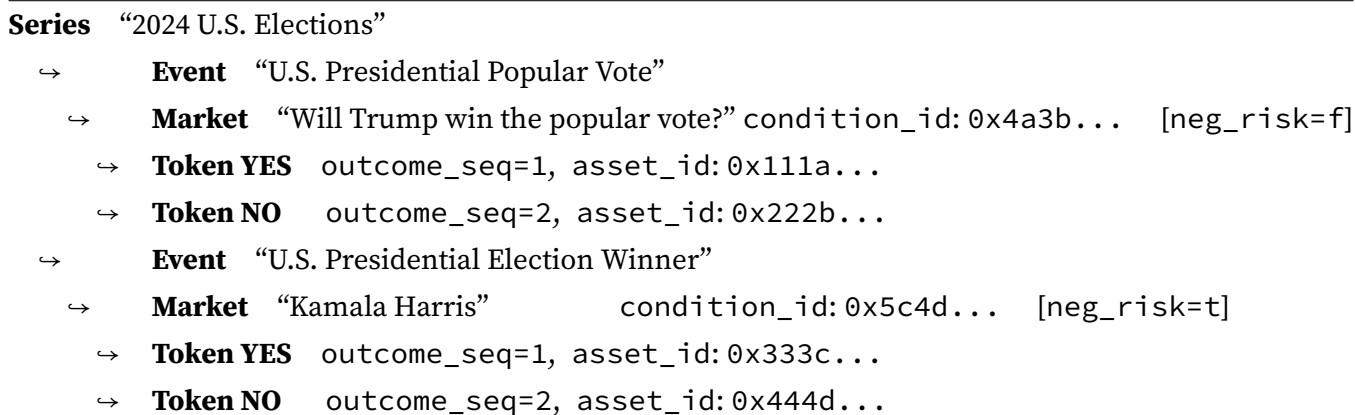 Series “2024 U.S. Elections”
↪ Event “U.S. Presidential Popular Vote”
↪ Market “Will Trump win the popular vote?” condition_id: 0x4a3b... [neg_risk=f]
↪ Token YES outcome_seq=1, asset_id: 0x111a...
↪ Token NO outcome_seq=2, asset_id: 0x222b...
↪ Event “U.S. Presidential Election Winner”
↪ Market “Kamala Harris” condition_id: 0x5c4d... [neg_risk=t]
↪ Token YES outcome_seq=1, asset_id: 0x333c...
↪ Token NO outcome_seq=2, asset_id: 0x444d...